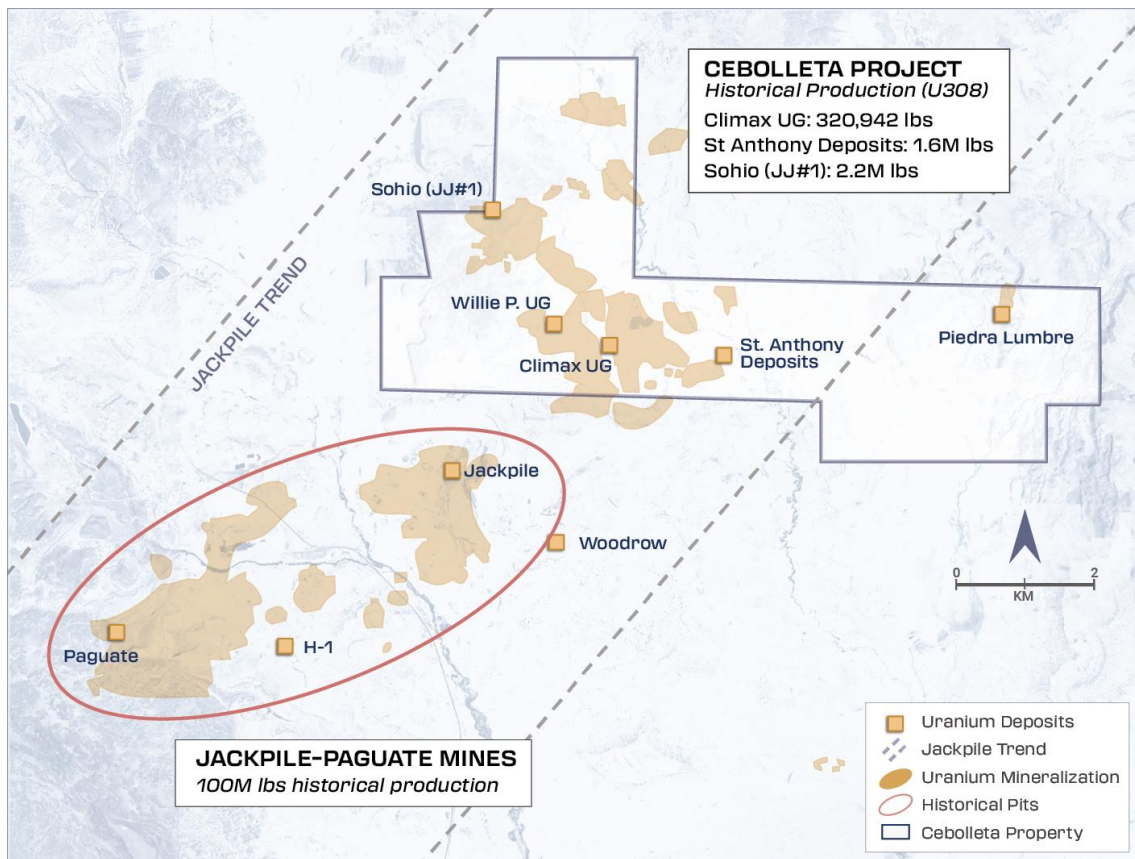 CEBOLLETA PROJECT
Historical Production (U308)
Climax UG: 320,942 lbs
St Anthony Deposits: 1.6M lbs
Sohio (JJ#1): 2.2M lbs
Sohio (JJ#1)
JACKPILE TREND
Willie P. UG
Climax UG
St. Anthony
Deposits
Piedra Lumbre
Jackpile
Woodrow
Paguate
H-1
0 2
KM
JACKPILE-PAGUATE MINES
100M lbs historical production
Uranium Deposits
Jackpile Trend
Uranium Mineralization
Historical Pits
Cebolleta Property